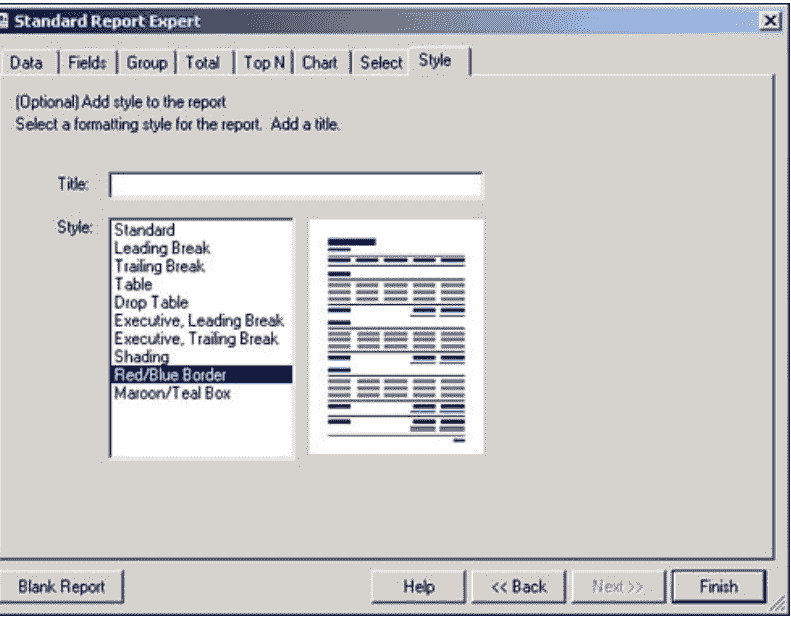 Standard Report Expert
Data Fields Group Total Top N Chart Select Style
(Optional) Add style to the report
Select a formatting style for the report. Add a title.
Title:
Style:
Standard
Leading Break
Trailing Break
Table
Drop Table
Executive, Leading Break
Executive, Trailing Break
Shading
Red/Blue Border
Maroon/Teal Box
Blank Report Help << Back Next >> Finish